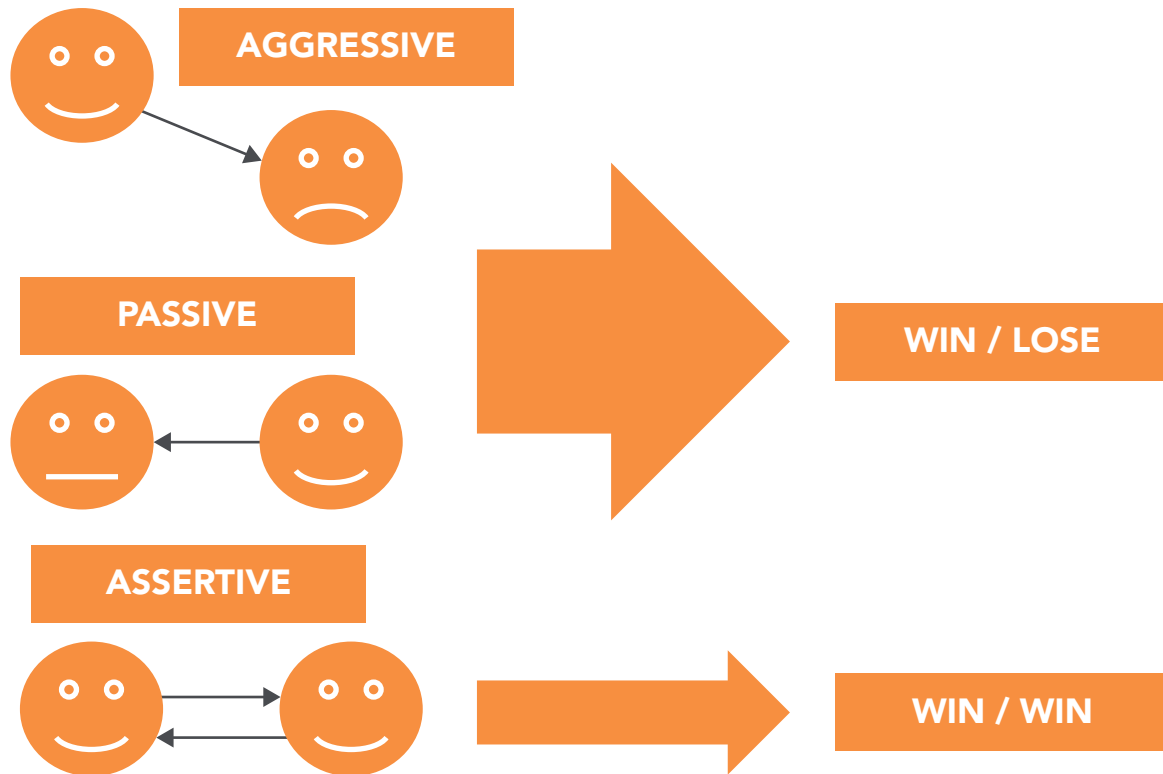 AGGRESSIVE
PASSIVE
WIN / LOSE
ASSERTIVE
WIN / WIN